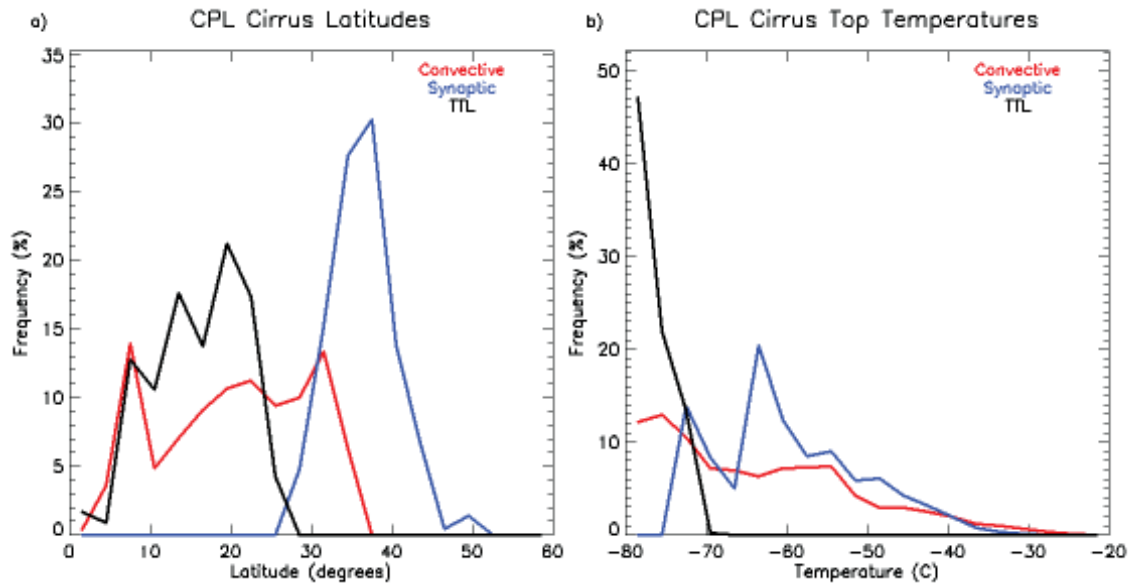 a) CPL Cirrus Latitudes
35
30
25
20
15
10
5
0
Frequency (%)
Convective
Synoptic
TTL
0 10 20 30 40 50 60
Latitude (degrees)
b) CPL Cirrus Top Temperatures
50
40
30
20
10
0
Frequency (%)
Convective
Synoptic
TTL
-80 -70 -60 -50 -40 -30 -20
Temperature (C)